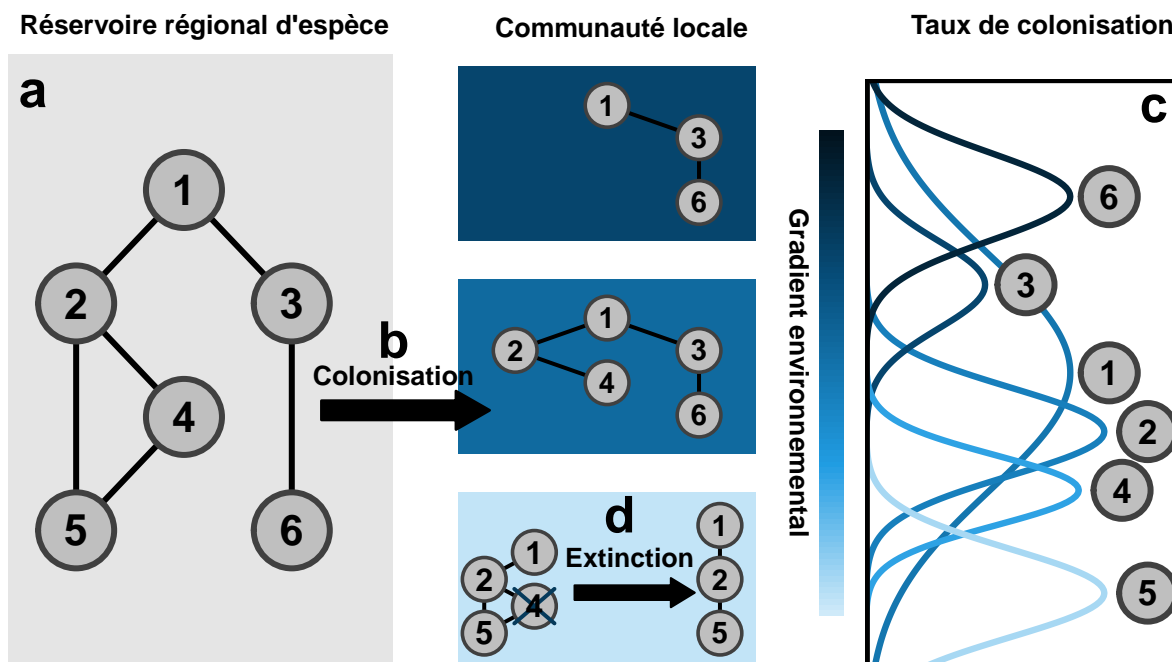 Réservoire régional d'espèce
Communauté locale
Taux de colonisation
a
1
2
3
4
5
6
b
Colonisation
1
3
6
1
2
3
4
6
d
Extinction
1
2
4
5
1
2
5
Gradient environnemental
c
6
3
1
2
4
5